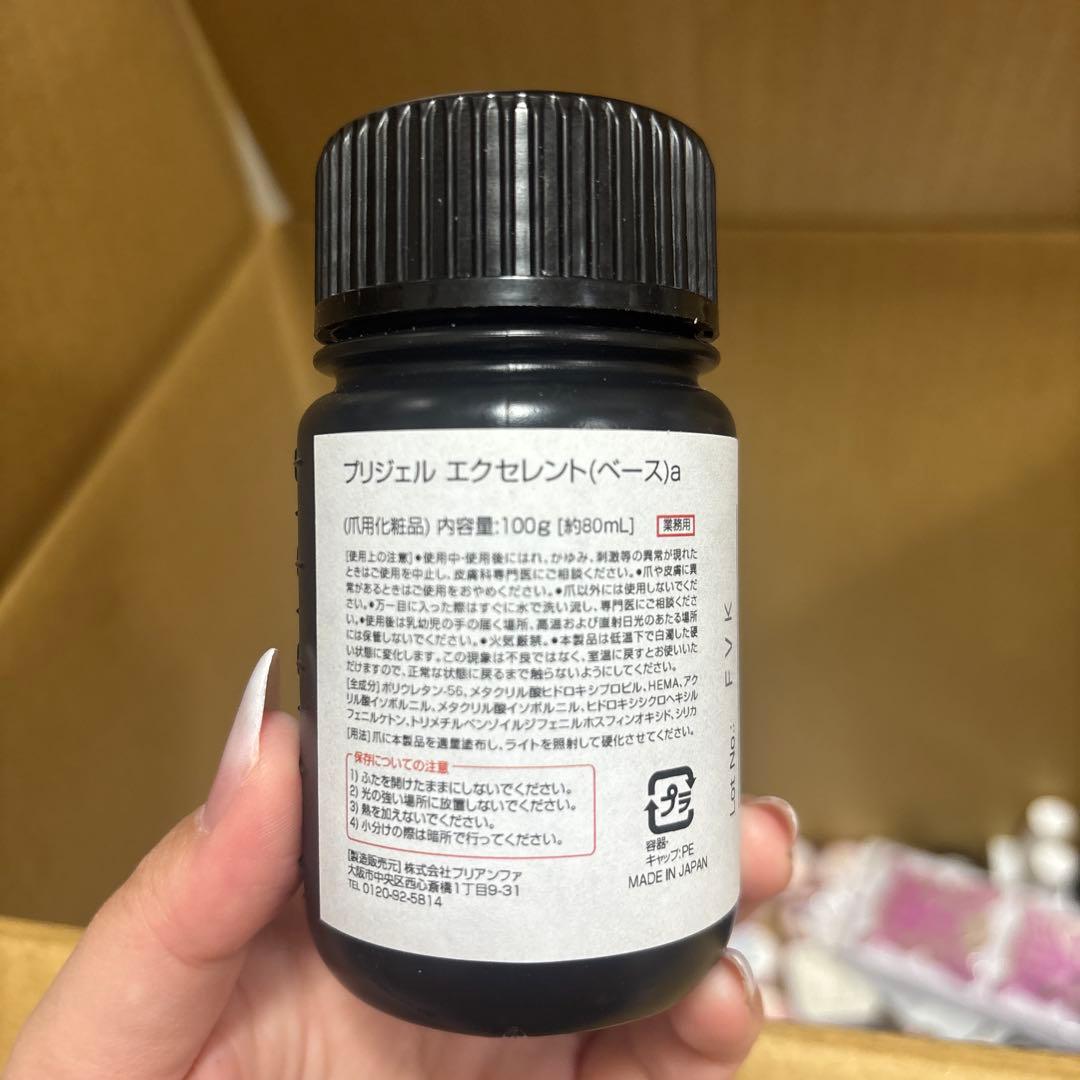 プリジェル エクセレント(ベース)a
(爪用化粧品) 内容量:100g [約80mL] 業務用
[使用上の注意]●使用中・使用後にはれ、かゆみ、刺激等の異常が現れた
ときはご使用を中止し、皮膚科専門医にご相談ください。●爪や皮膚に異
常があるときはご使用をおやめください。●爪以外には使用しないでくだ
さい。●万一目に入った際はすぐに水で洗い流し、専門医にご相談くださ
い。●使用後は乳幼児の手の届く場所、高温および直射日光のあたる場所
には保管しないでください。●火気厳禁。●本製品は低温下で白濁した硬
い状態に変化します。この現象は不良ではなく、室温に戻すとお使いいた
だけますので、正常な状態に戻るまで触らないようにしてください。
[全成分]ポリウレタン-56、メタクリル酸ヒドロキシプロピル、HEMA、アク
リル酸イソボルニル、メタクリル酸イソボルニル、ヒドロキシシクロヘキシル
フェニルケトン、トリメチルベンゾイルジフェニルホスフィンオキシド、シリカ
[用法]爪に本製品を適量塗布し、ライトを照射して硬化させてください。
保存についての注意
1)ふたを開けたままにしないでください。
2)光の強い場所に放置しないでください。
3)熱を加えないでください。
4)小分けの際は暗所で行ってください。
[製造販売元]株式会社プリアンファ
大阪市中央区西心斎橋1丁目9-31
TEL 0120-92-5814
プラ
容器・
キャップ:PE
MADE IN JAPAN
Lot No.: FVK